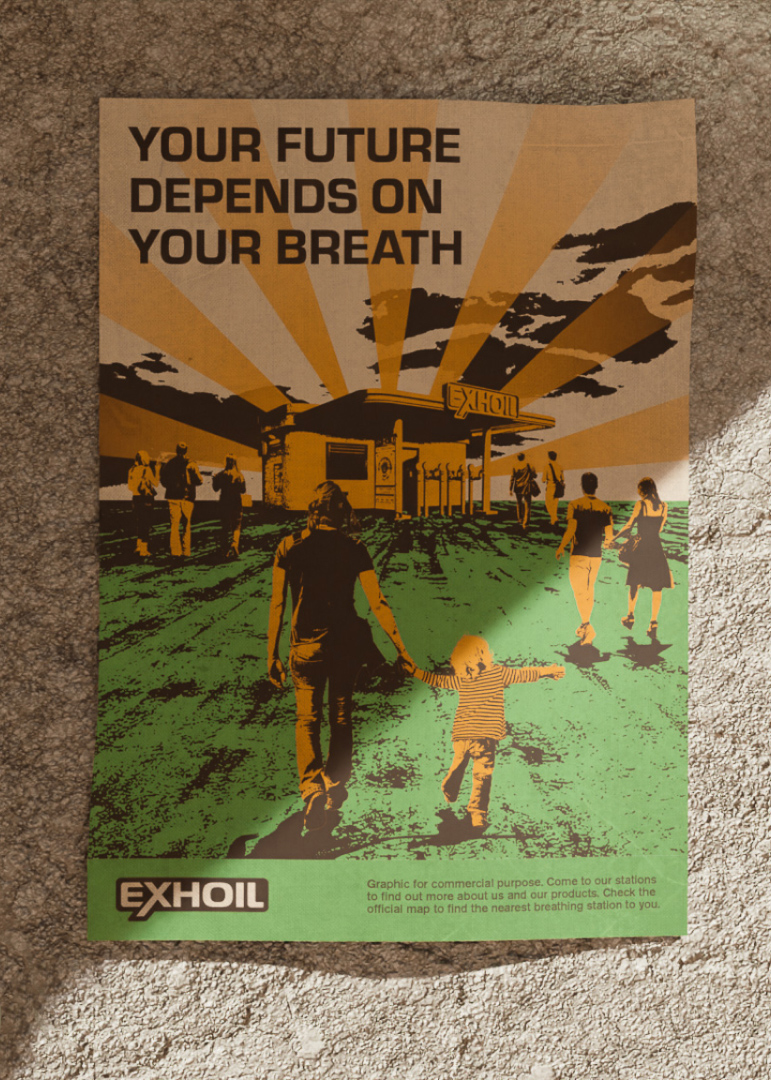 YOUR FUTURE
DEPENDS ON
YOUR BREATH
EXHOIL
EXHOIL
Graphic for commercial purpose. Come to our stations
to find out more about us and our products. Check the
official map to find the nearest breathing station to you.